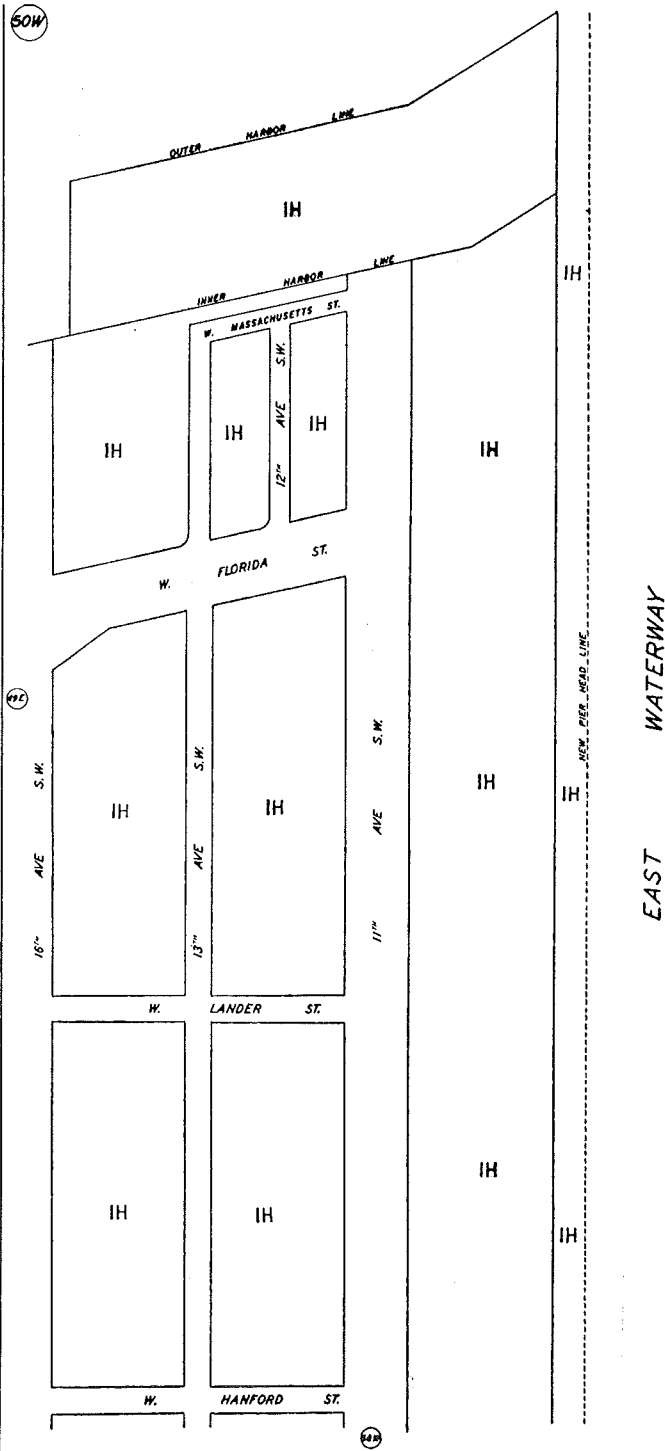 50W
OUTER HARBOR LINE
IH
INNER HARBOR LINE
IH
W. MASSACHUSETTS ST.
IH
IH
IH
12TH AVE S.W.
IH
W. FLORIDA ST.
NEW PIER HEAD LINE
EAST WATERWAY
49E
16TH AVE S.W.
IH
13TH AVE S.W.
IH
11TH AVE S.W.
IH
IH
W. LANDER ST.
IH
IH
IH
IH
W. HANFORD ST.